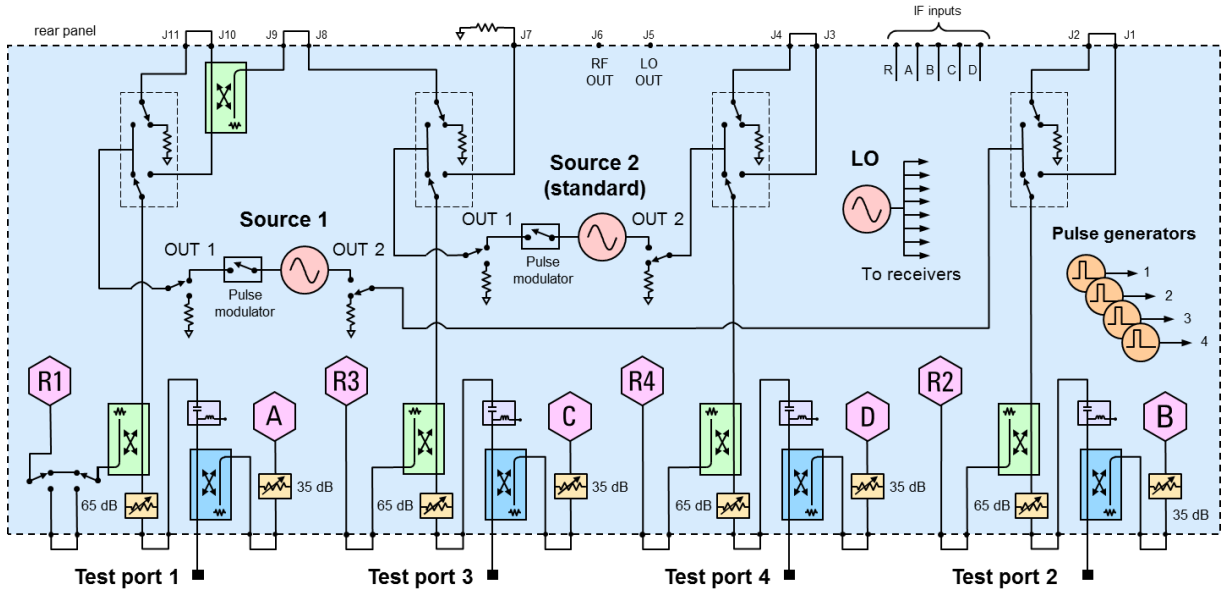 rear panel
J11
J10
J9
J8
J7
J6
J5
J4
J3
IF inputs
J2
J1
RF
OUT
LO
OUT
R
A
B
C
D
Source 1
OUT 1
OUT 2
Pulse
modulator
Source 2
(standard)
OUT 1
OUT 2
Pulse
modulator
LO
To receivers
Pulse generators
1
2
3
4
R1
A
R3
C
R4
D
R2
B
65 dB
35 dB
65 dB
35 dB
65 dB
35 dB
65 dB
35 dB
Test port 1
Test port 3
Test port 4
Test port 2